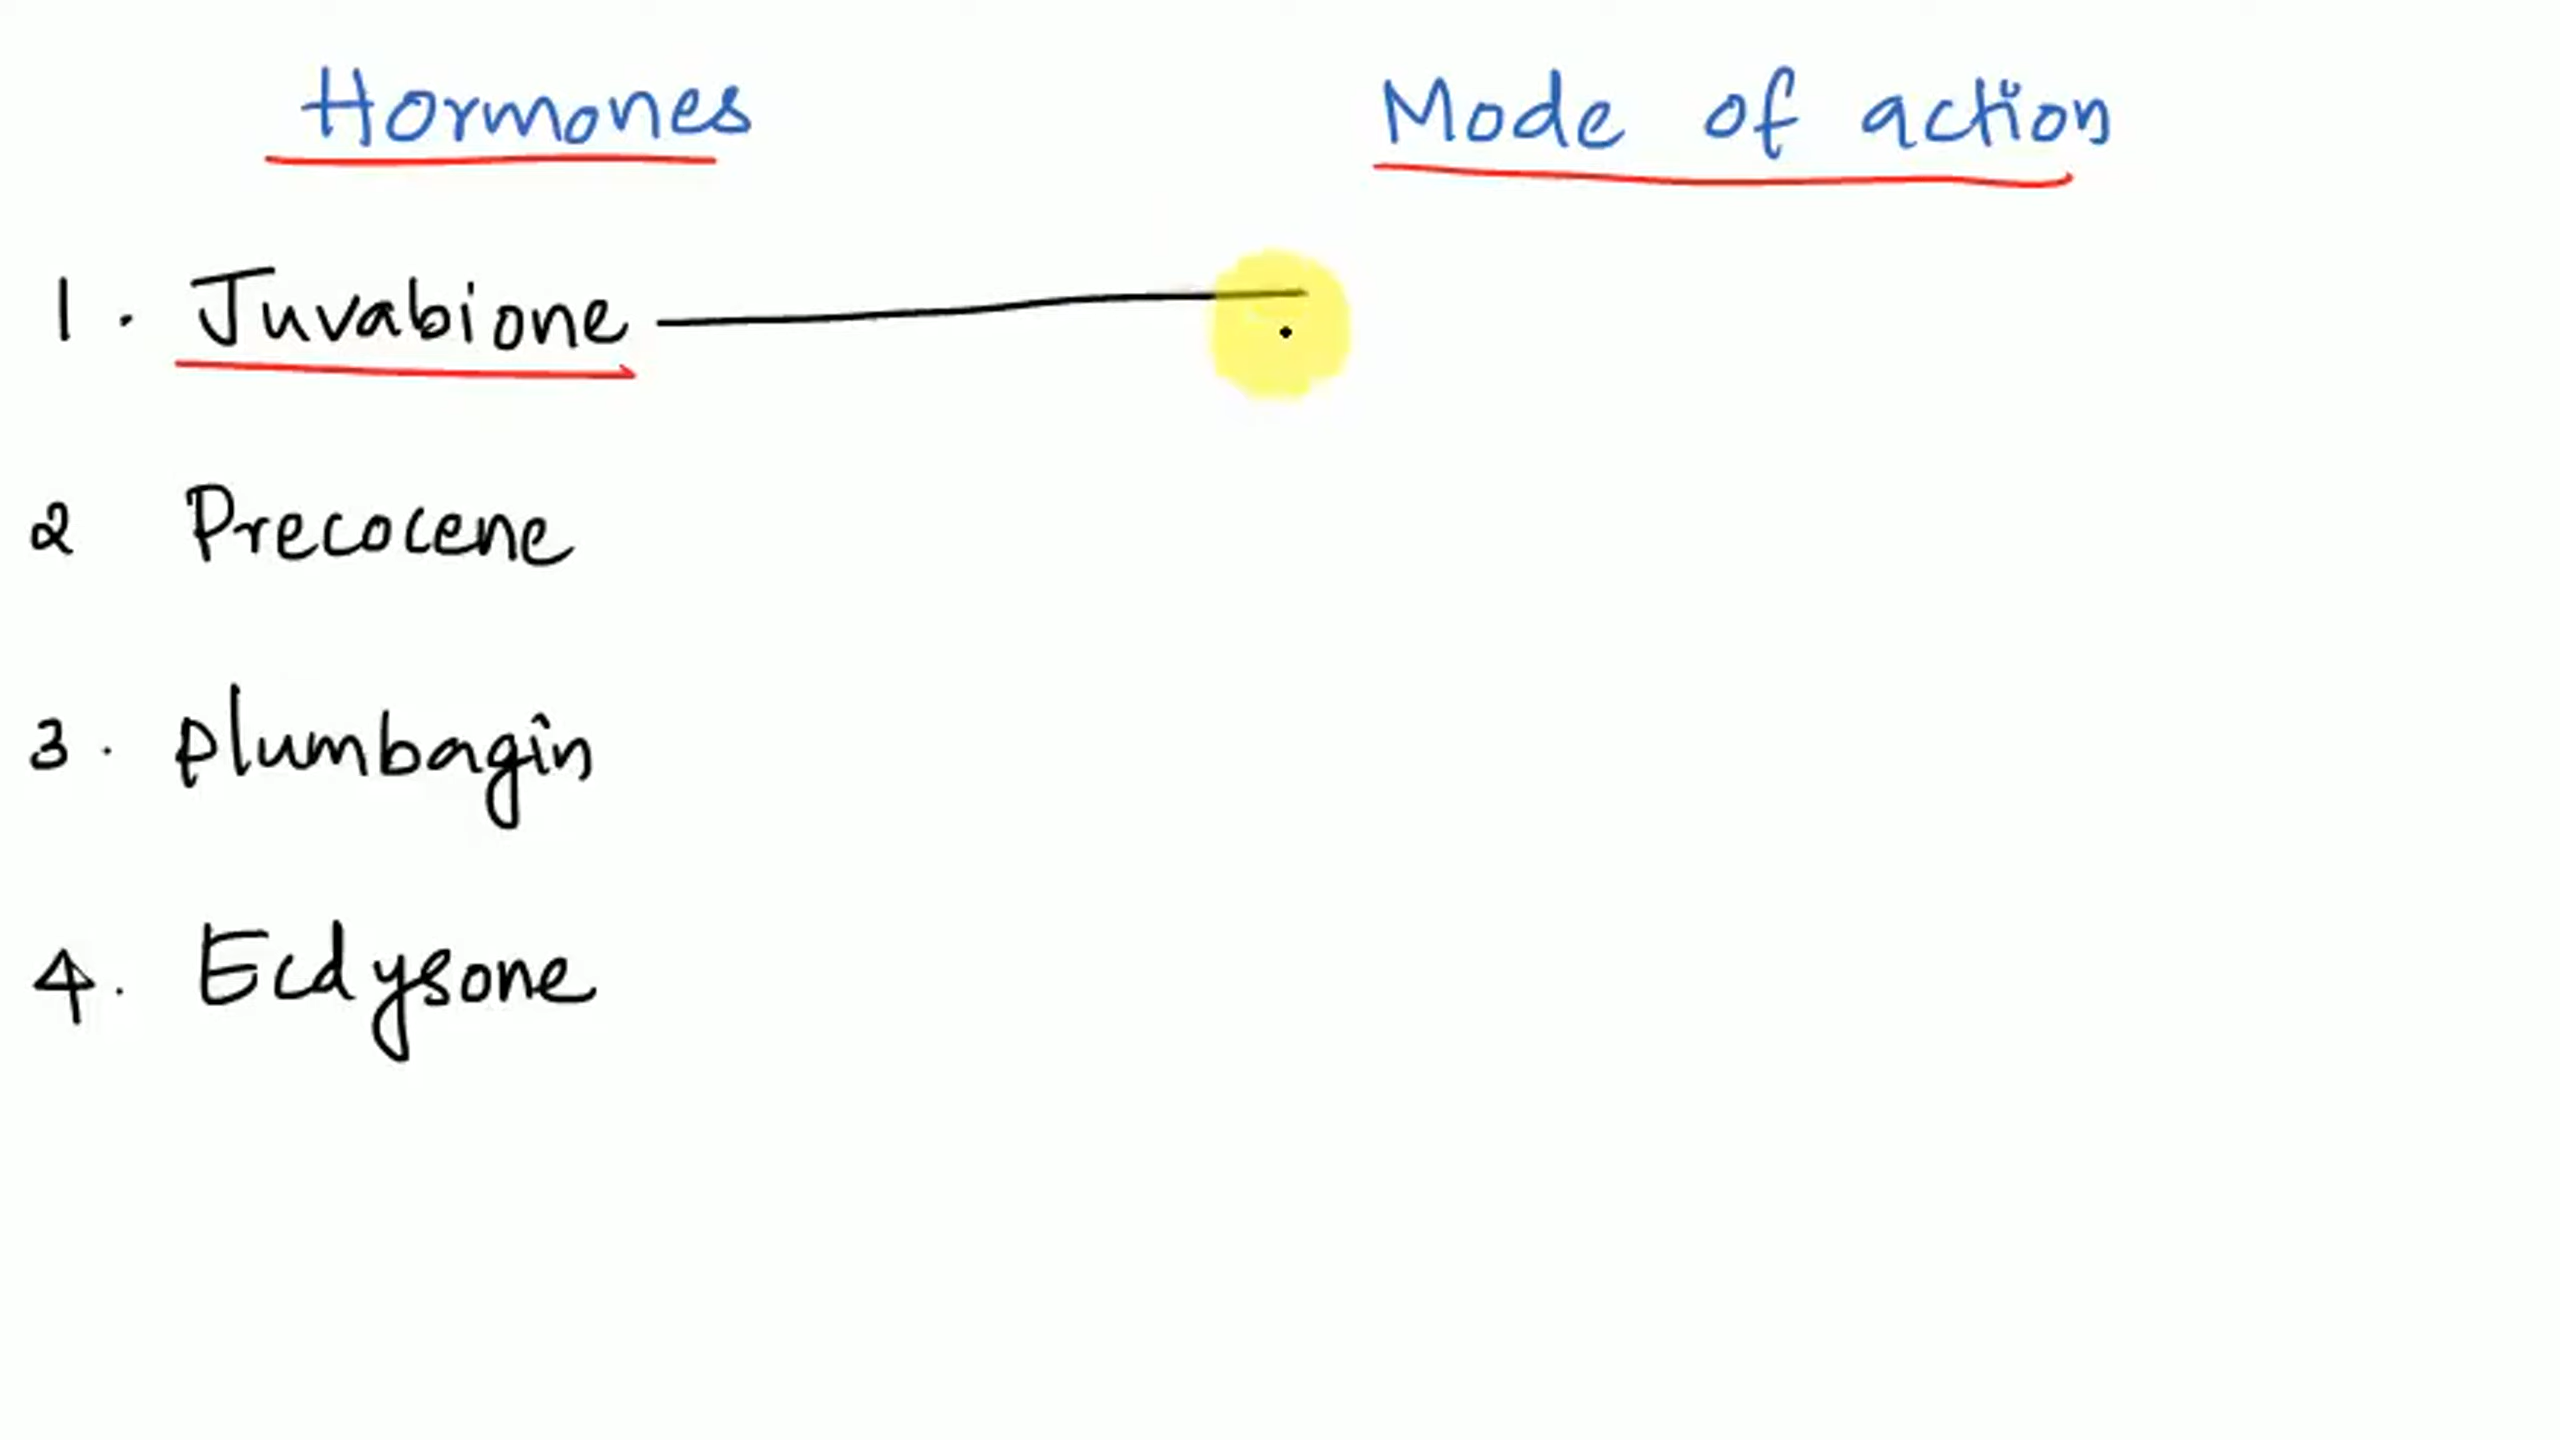 Hormones Mode of action
1. Juvabione
2 Precocene
3. Plumbagin
4. Ecdysone